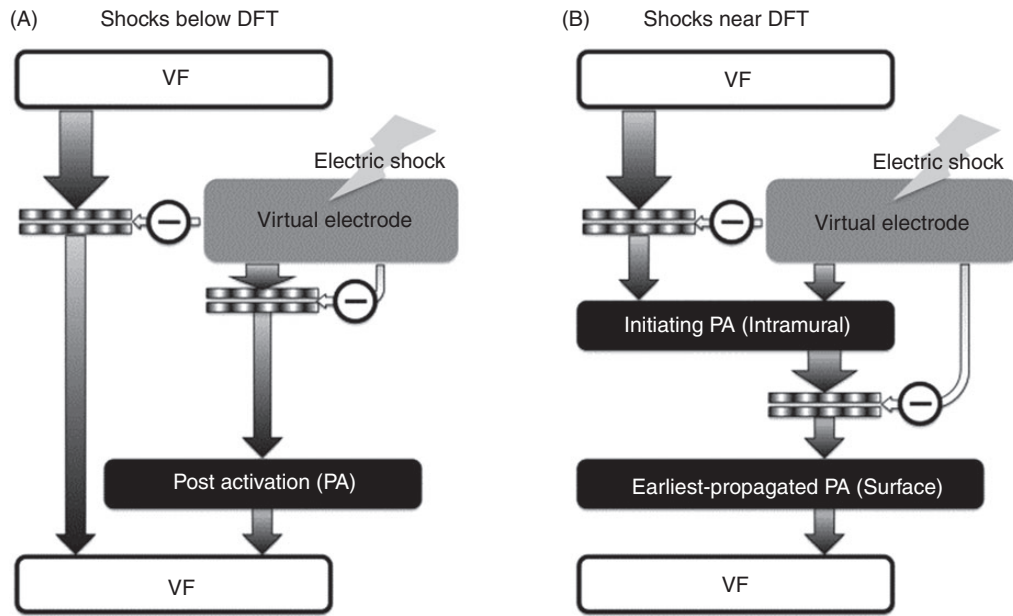 (A) Shocks below DFT
VF
Electric shock
Virtual electrode
Post activation (PA)
VF
(B) Shocks near DFT
VF
Electric shock
Virtual electrode
Initiating PA (Intramural)
Earliest-propagated PA (Surface)
VF